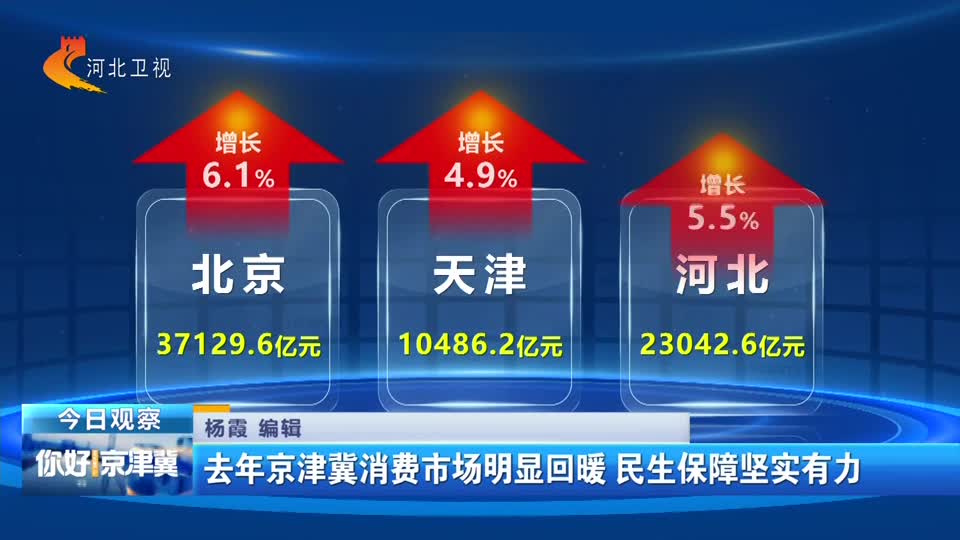 河北卫视
增长
6.1%
增长
4.9%
增长
5.5%
北京
天津
河北
37129.6亿元
10486.2亿元
23042.6亿元
今日观察
杨霞 编辑
你好!京津冀
去年京津冀消费市场明显回暖 民生保障坚实有力